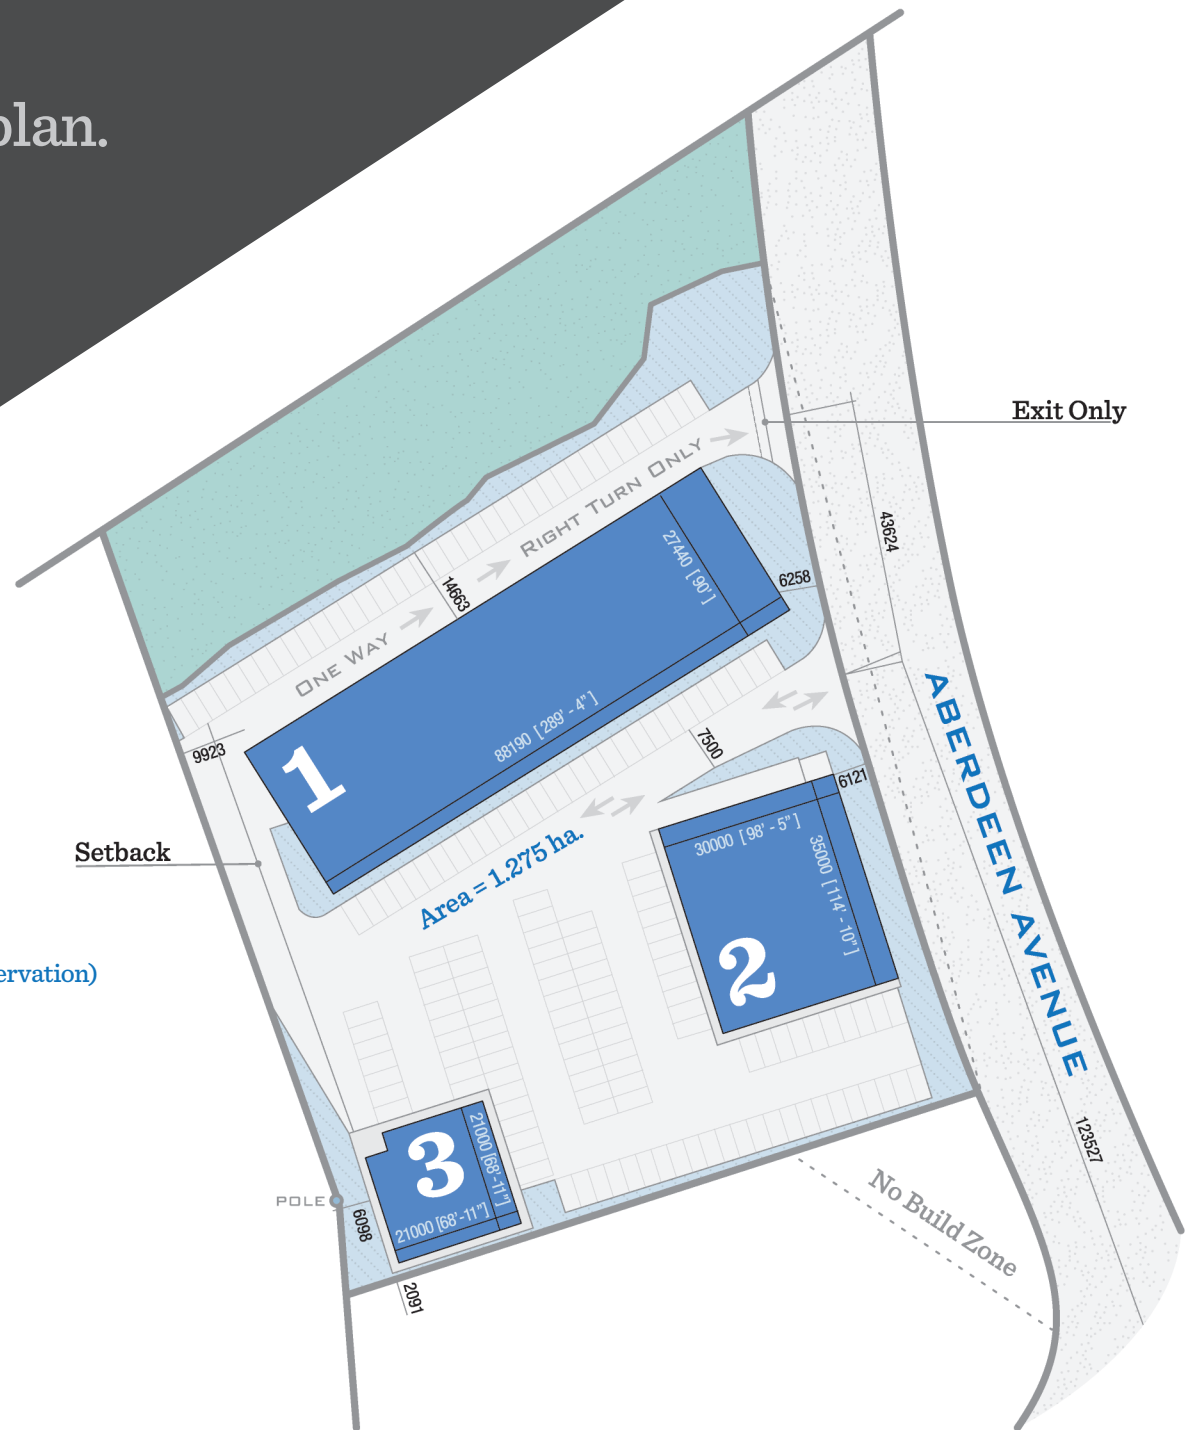 plan.
Exit Only
ONE WAY
RIGHT TURN ONLY
14663
43624
27440 [ 90' ]
6258
9923
88190 [ 289' - 4" ]
1
7500
6121
Setback
Area = 1.275 ha.
30000 [ 98' - 5" ]
35000 [ 114' - 10" ]
2
ABERDEEN AVENUE
ervation)
21000 [68'-11"]
3
21000 [68'-11"]
POLE
6098
2091
123527
No Build Zone